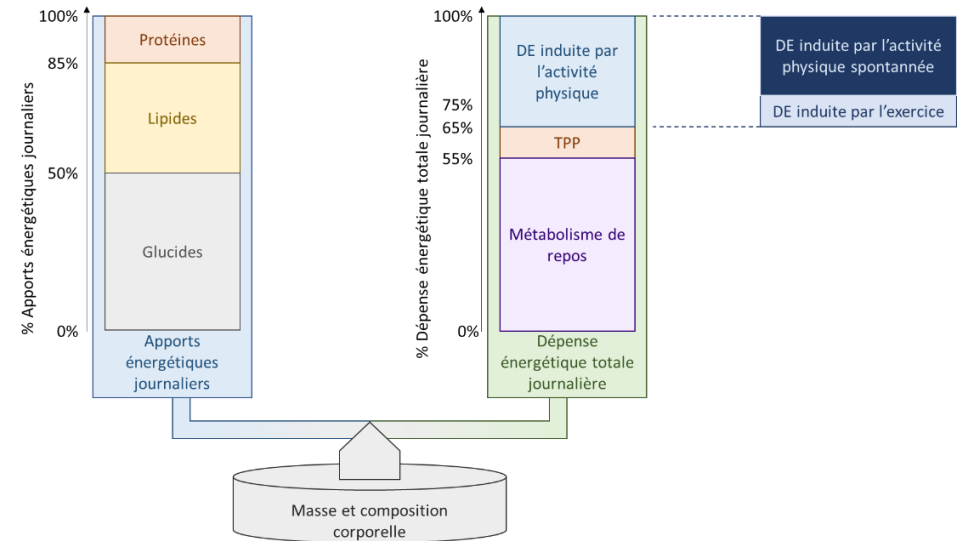 % Apports énergétiques journaliers
100%
85%
50%
0%
Protéines
Lipides
Glucides
Apports
énergétiques
journaliers
% Dépense énergétique totale journalière
100%
75%
65%
55%
0%
DE induite par
l'activité
physique
TPP
Métabolisme de
repos
Dépense
énergétique totale
journalière
DE induite par l'activité
physique spontannée
DE induite par l'exercice
Masse et composition
corporelle